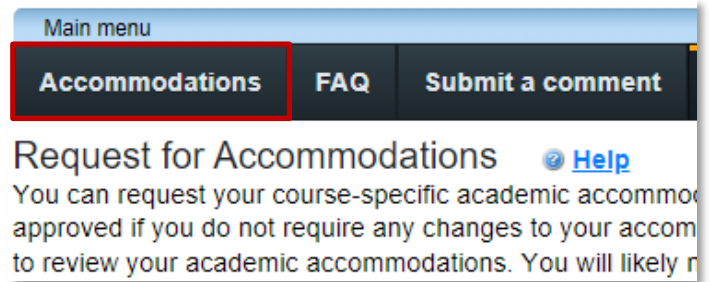 Main menu
Accommodations FAQ Submit a comment
Request for Accommodations Help
You can request your course-specific academic
approved if you do not require any changes to your
to review your academic accommodations. You will likely